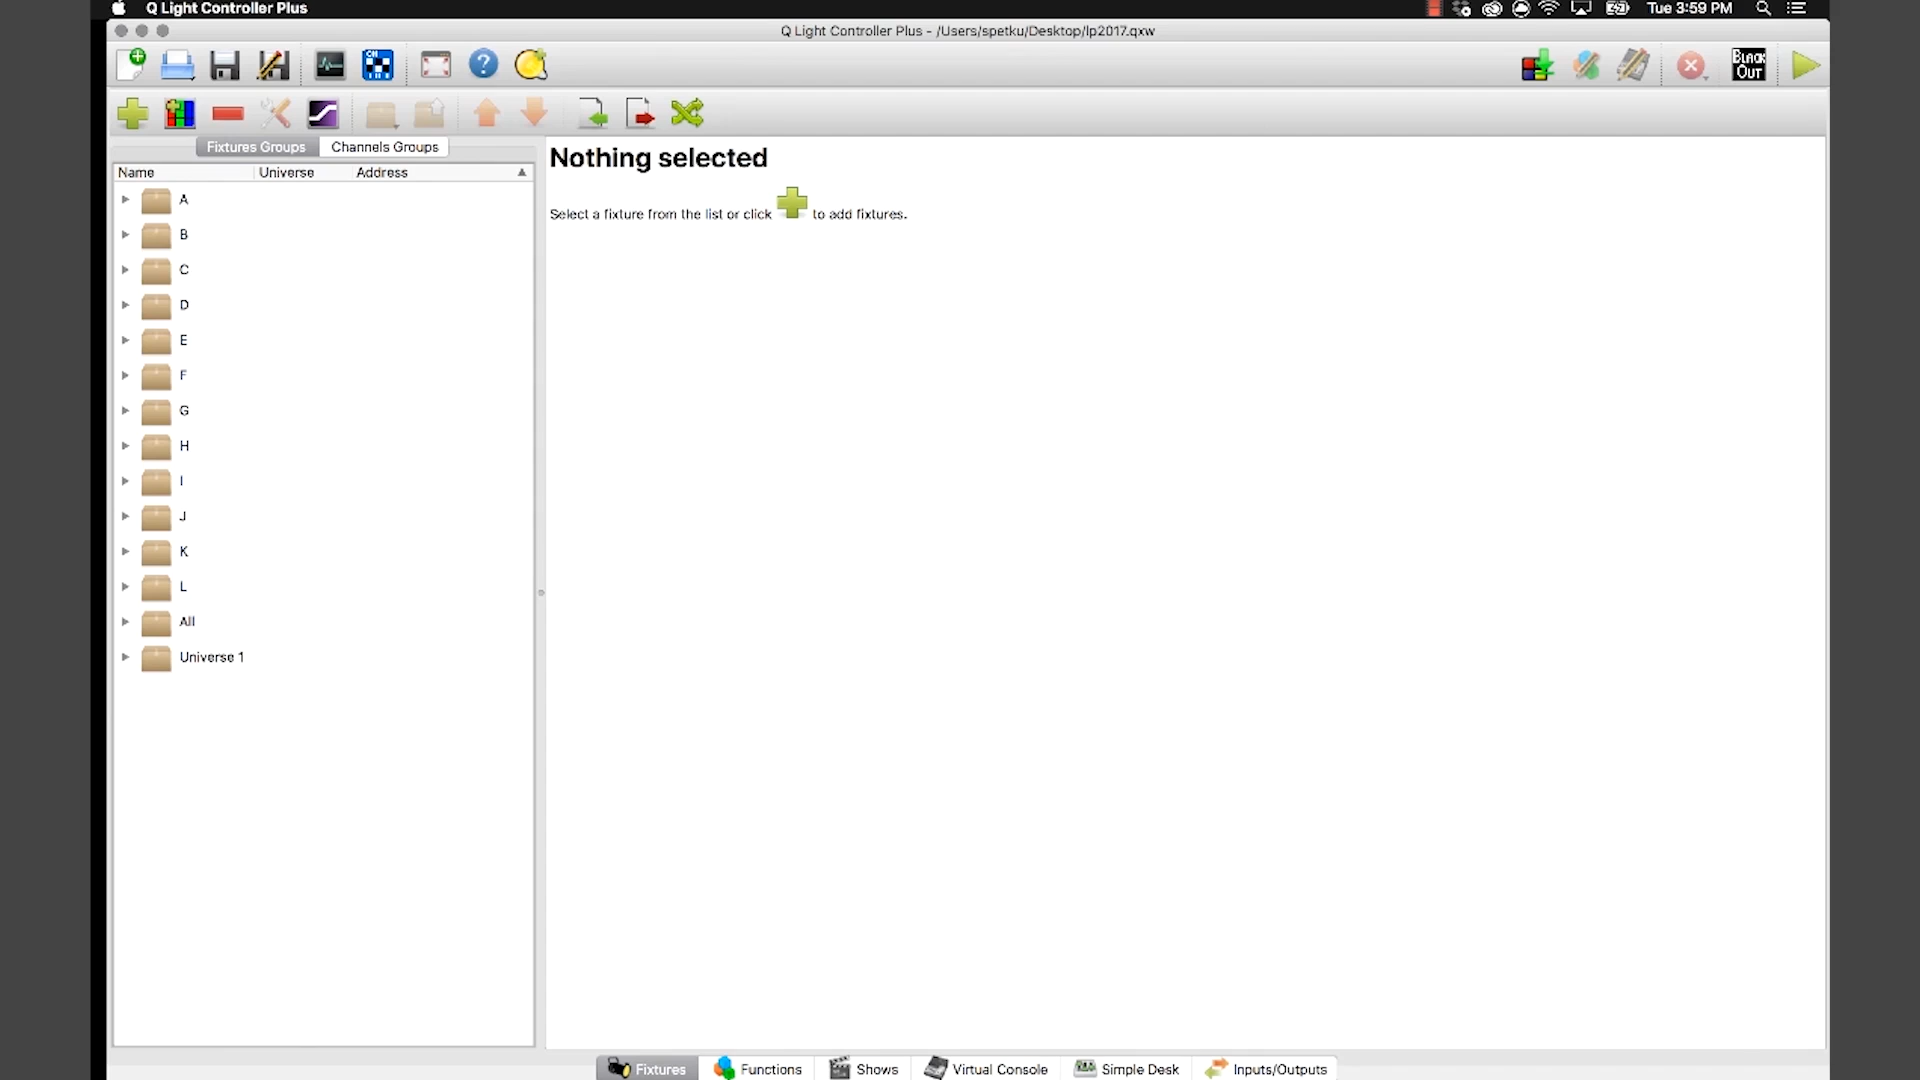 Q Light Controller Plus
Tue 3:59 PM
Q Light Controller Plus - /Users/spetku/Desktop/lp2017.qxw
BLACK
OUT
Fixtures Groups
Channels Groups
Name
Universe
Address
A
B
C
D
E
F
G
H
I
J
K
L
All
Universe 1
Nothing selected
Select a fixture from the list or click to add fixtures.
Fixtures
Functions
Shows
Virtual Console
Simple Desk
Inputs/Outputs